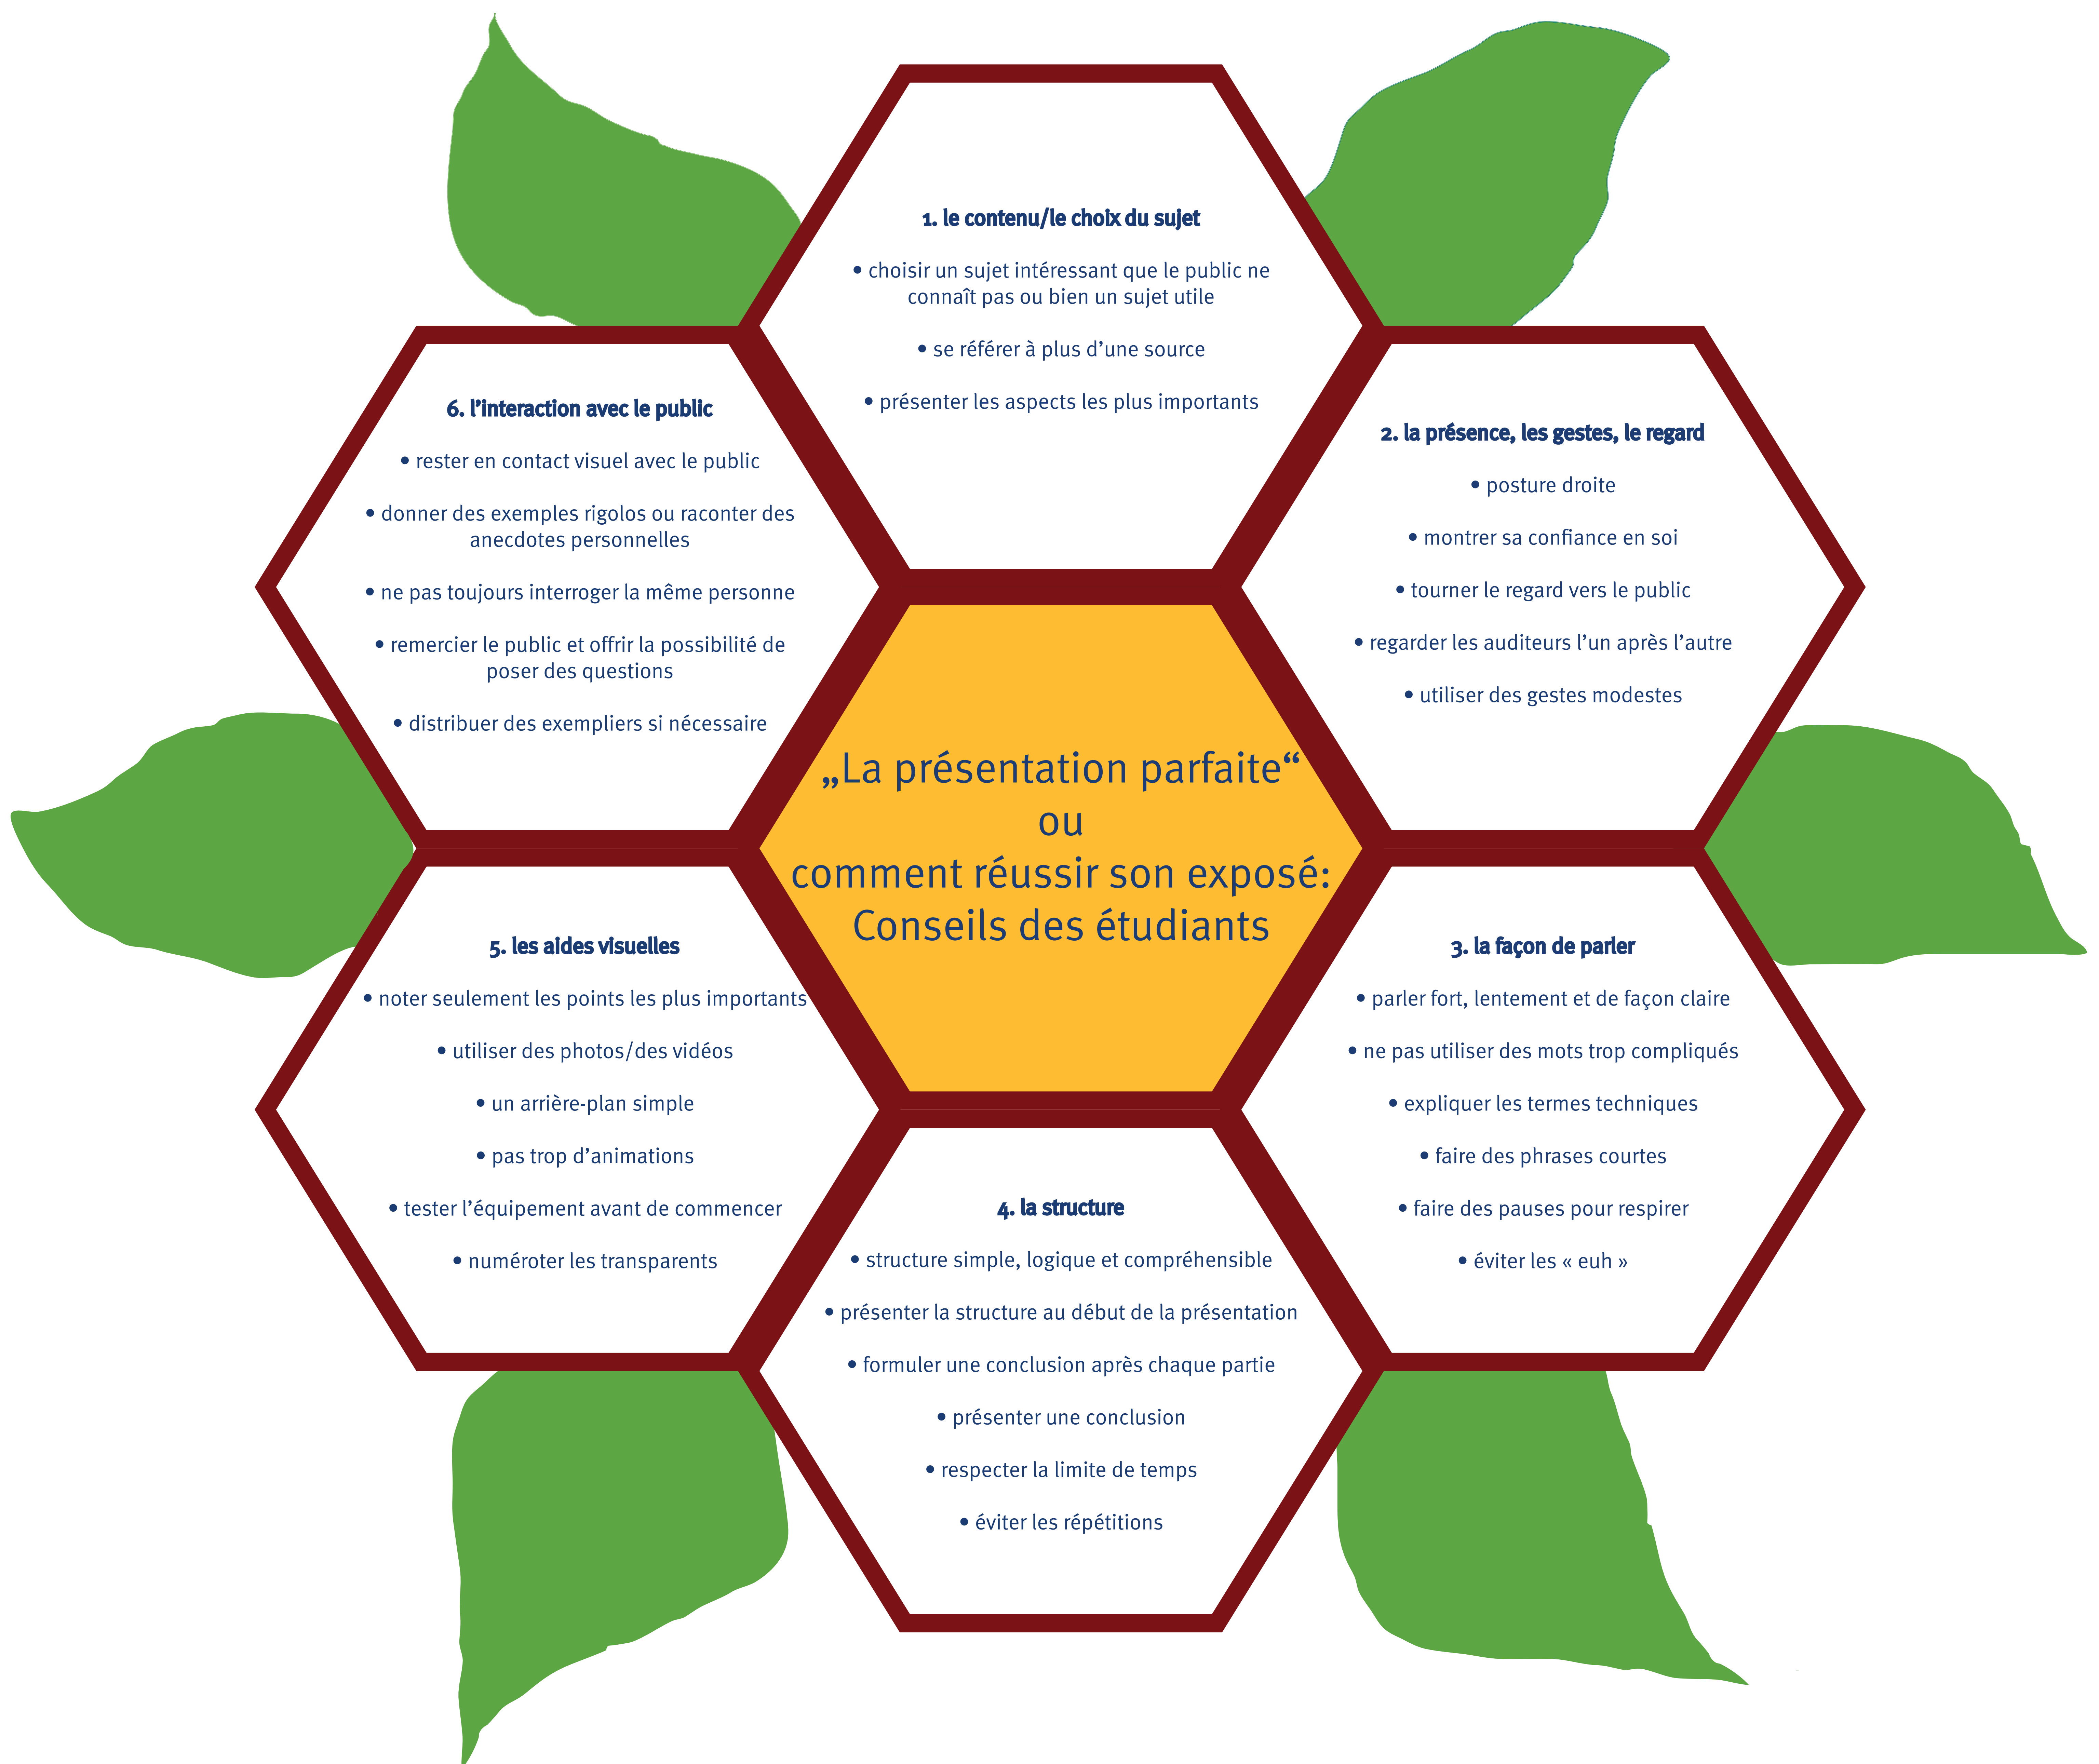 „La présentation parfaite“
ou
comment réussir son exposé:
Conseils des étudiants
1. le contenu/le choix du sujet
• choisir un sujet intéressant que le public ne
connaît pas ou bien un sujet utile
• se référer à plus d’une source
• présenter les aspects les plus importants
2. la présence, les gestes, le regard
• posture droite
• montrer sa confiance en soi
• tourner le regard vers le public
• regarder les auditeurs l’un après l’autre
• utiliser des gestes modestes
3. la façon de parler
• parler fort, lentement et de façon claire
• ne pas utiliser des mots trop compliqués
• expliquer les termes techniques
• faire des phrases courtes
• faire des pauses pour respirer
• éviter les « euh »
4. la structure
• structure simple, logique et compréhensible
• présenter la structure au début de la présentation
• formuler une conclusion après chaque partie
• présenter une conclusion
• respecter la limite de temps
• éviter les répétitions
5. les aides visuelles
• noter seulement les points les plus importants
• utiliser des photos/des vidéos
• un arrière-plan simple
• pas trop d’animations
• tester l’équipement avant de commencer
• numéroter les transparents
6. l’interaction avec le public
• rester en contact visuel avec le public
• donner des exemples rigolos ou raconter des
anecdotes personnelles
• ne pas toujours interroger la même personne
• remercier le public et offrir la possibilité de
poser des questions
• distribuer des exempliers si nécessaire